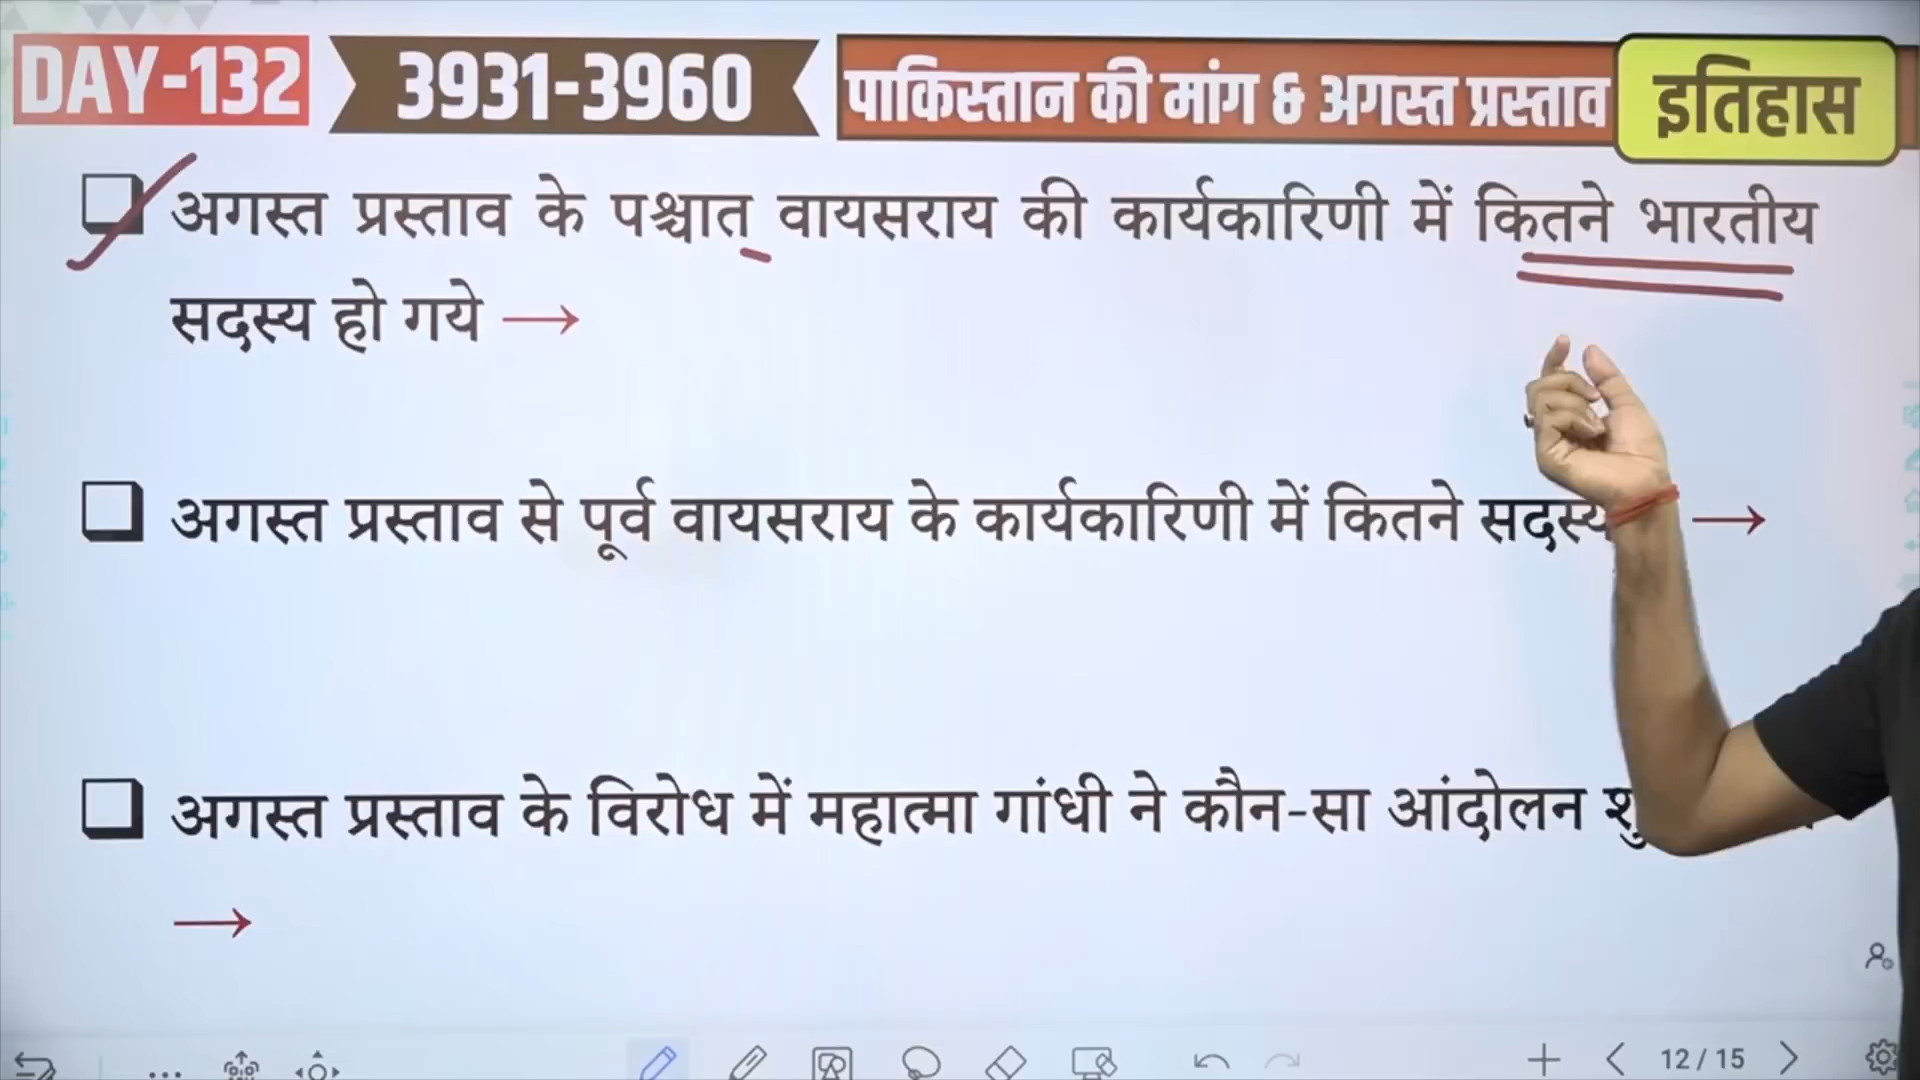 DAY-132
3931-3960
पाकिस्तान की मांग & अगस्त प्रस्ताव
इतिहास
अगस्त प्रस्ताव के पश्चात वायसराय की कार्यकारिणी में कितने भारतीय
सदस्य हो गये →
अगस्त प्रस्ताव से पूर्व वायसराय के कार्यकारिणी में कितने सदस्य →
अगस्त प्रस्ताव के विरोध में महात्मा गांधी ने कौन-सा आंदोलन
→
12 / 15